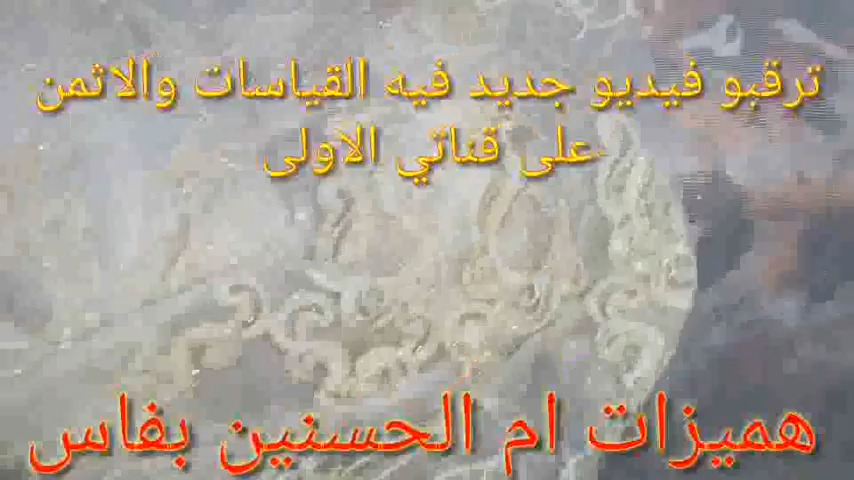 ترقبو فيديو جديد فيه القياسات والاثمن
على قناتي الاولى
هميزات ام الحسنين بفاس